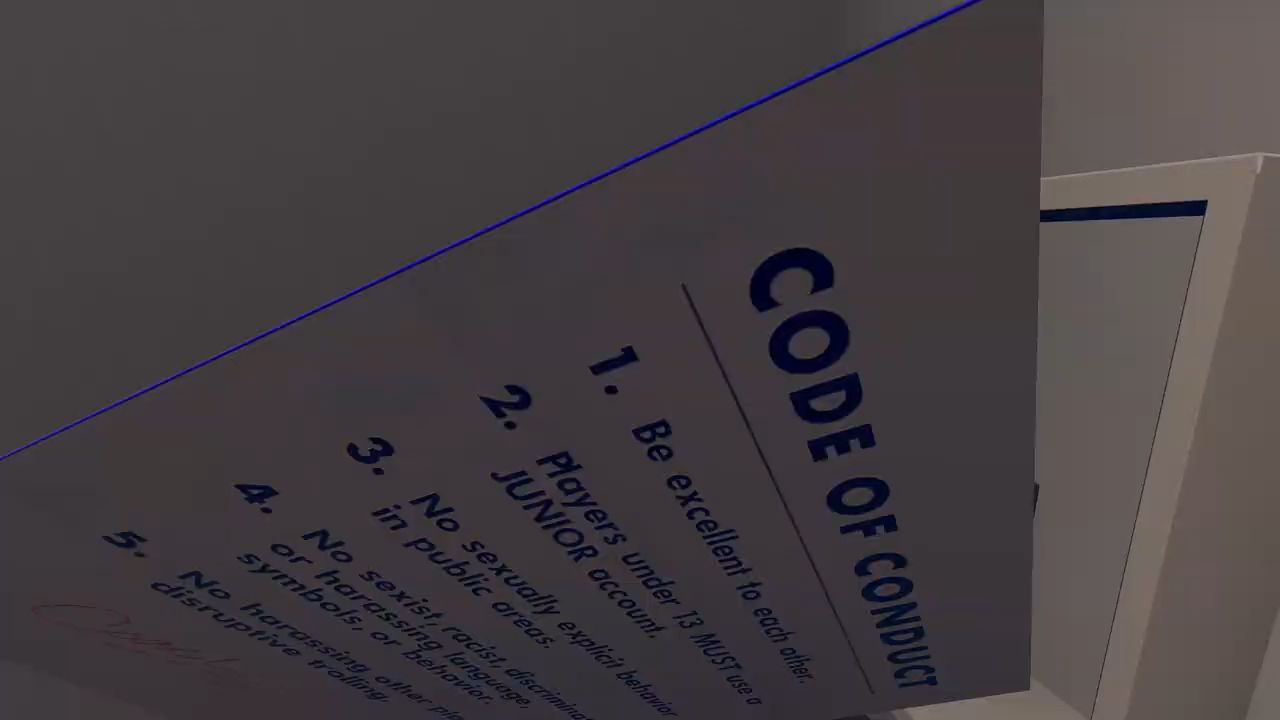 CODE OF CONDUCT
1. Be excellent to each other.
2. Players under 13 MUST use a
JUNIOR account.
3. No sexually explicit behavior
in public areas.
4. No sexist, racist,
or harassing language,
symbols, or behavior.
5. No harassing other
disruptive trolling.